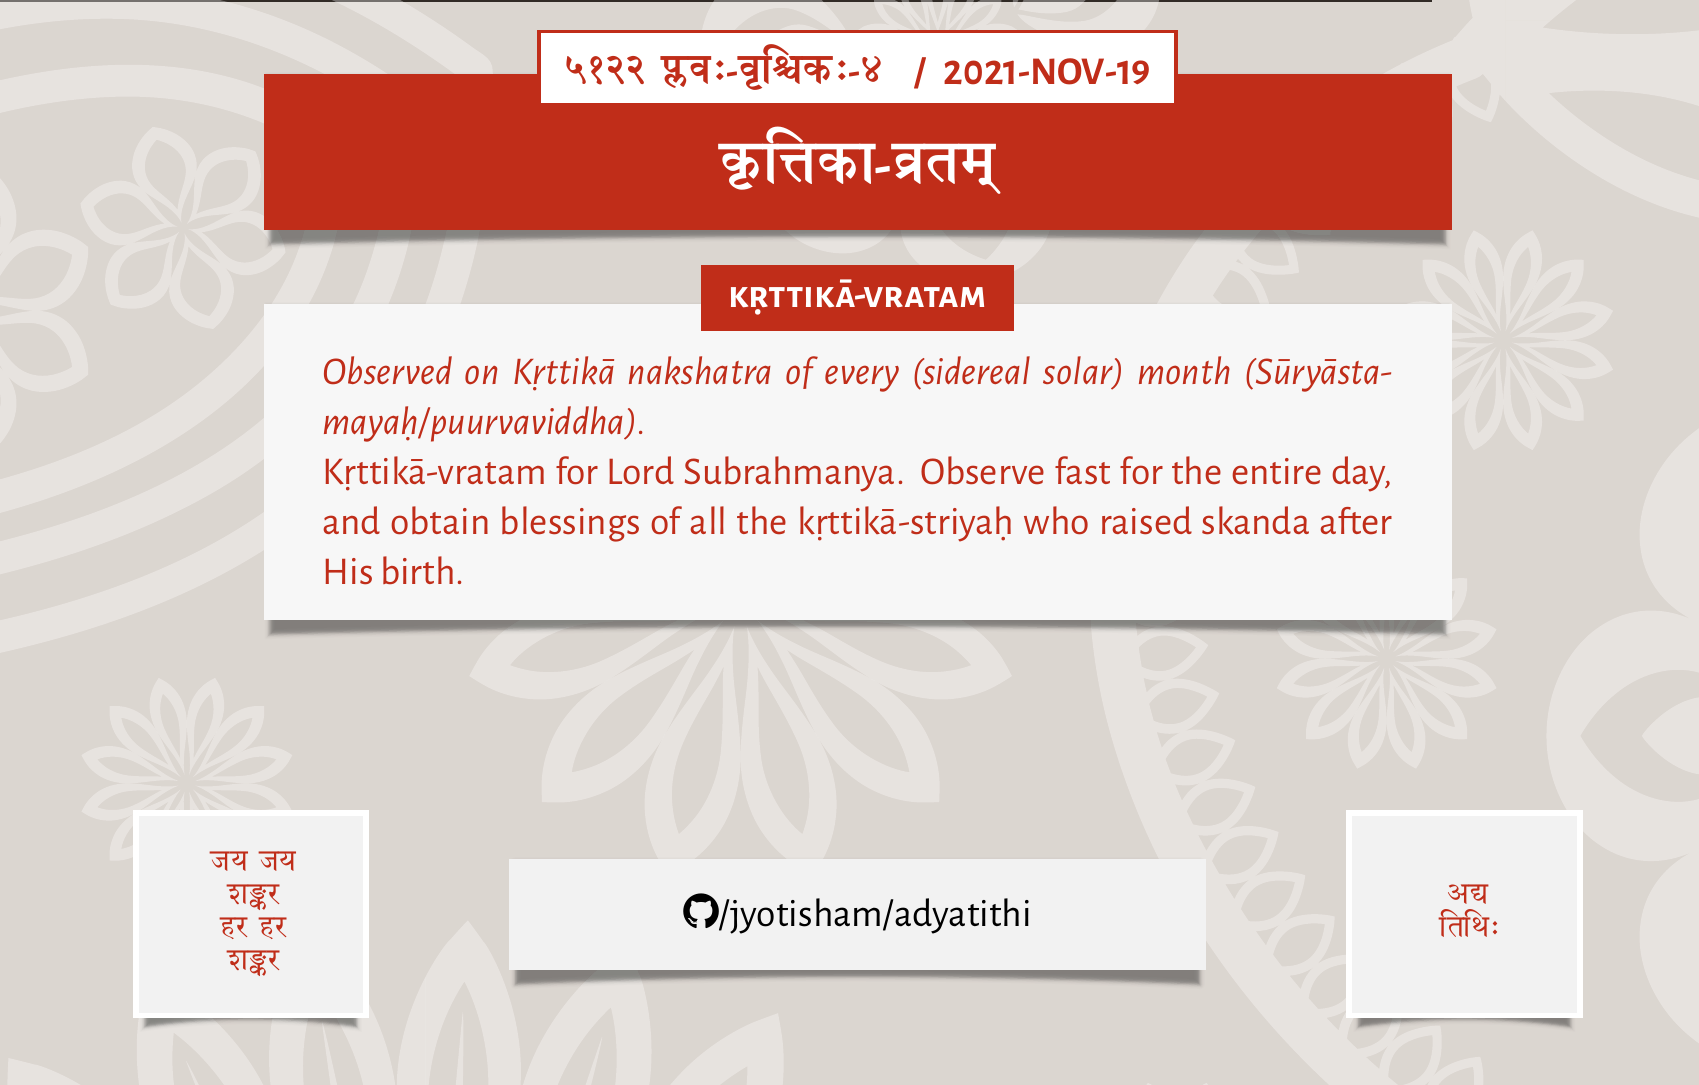 ५१२२ प्लवः-वृश्चिकः-४ / 2021-NOV-19
कृत्तिका-व्रतम्
KṚTTIKĀ-VRATAM
Observed on Kṛttikā nakshatra of every (sidereal solar) month (Sūryāsta-
mayaḥ/puurvaviddha).
Kṛttikā-vratam for Lord Subrahmanya. Observe fast for the entire day,
and obtain blessings of all the kṛttikā-striyaḥ who raised skanda after
His birth.
जय जय
शङ्कर
हर हर
शङ्कर
/jyotisham/adyatithi
अद्य
तिथिः